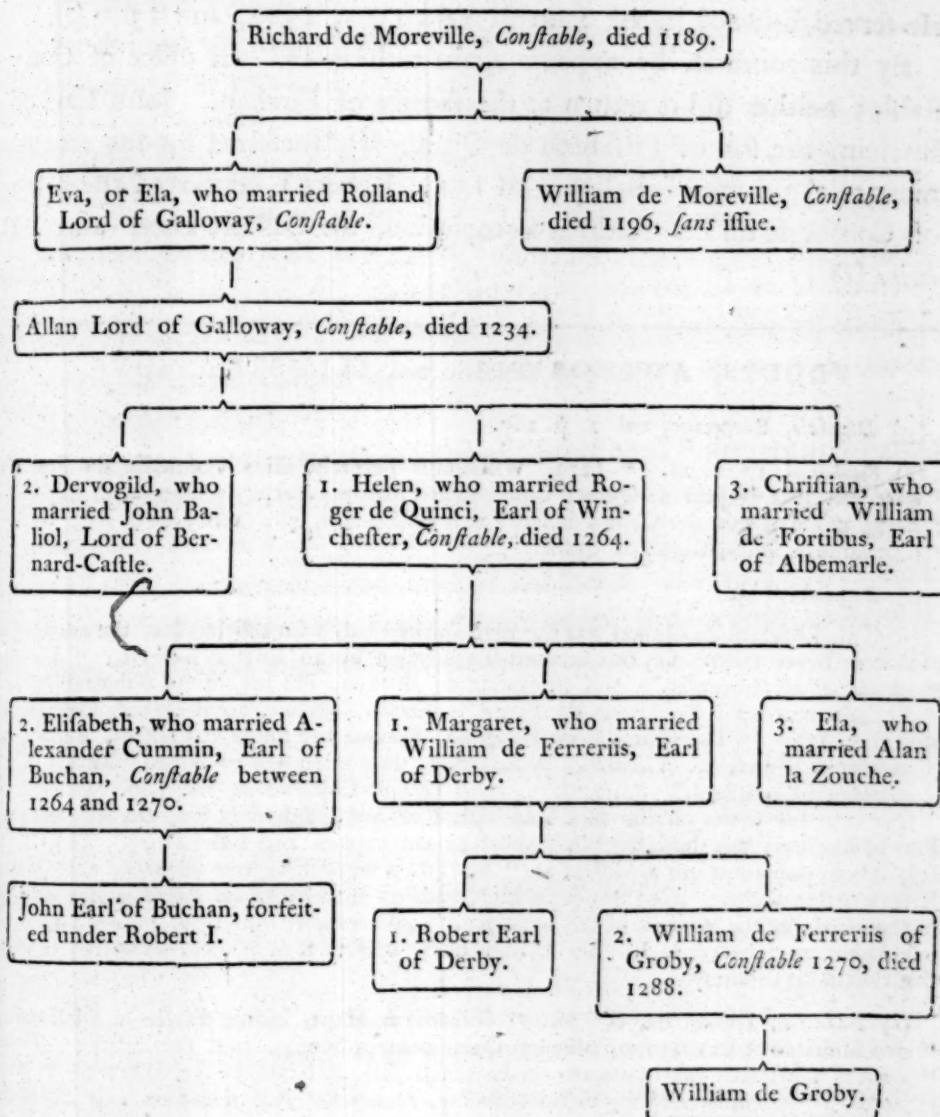 Richard de Moreville, Conſtable, died 1189.
Eva, or Ela, who married Rolland
Lord of Galloway, Conſtable.
William de Moreville, Conſtable,
died 1196, ſans iſſue.
Allan Lord of Galloway, Conſtable, died 1234.
2. Dervogild, who
married John Ba-
liol, Lord of Ber-
nard-Caſtle.
1. Helen, who married Ro-
ger de Quinci, Earl of Win-
cheſter, Conſtable, died 1264.
3. Chriſtian, who
married William
de Fortibus, Earl
of Albemarle.
2. Eliſabeth, who married A-
lexander Cummin, Earl of
Buchan, Conſtable between
1264 and 1270.
1. Margaret, who married
William de Ferreriis, Earl
of Derby.
3. Ela, who
married Alan
la Zouche.
John Earl of Buchan, forfeit-
ed under Robert I.
1. Robert Earl
of Derby.
2. William de Ferreriis of
Groby, Conſtable 1270, died
1288.
William de Groby.